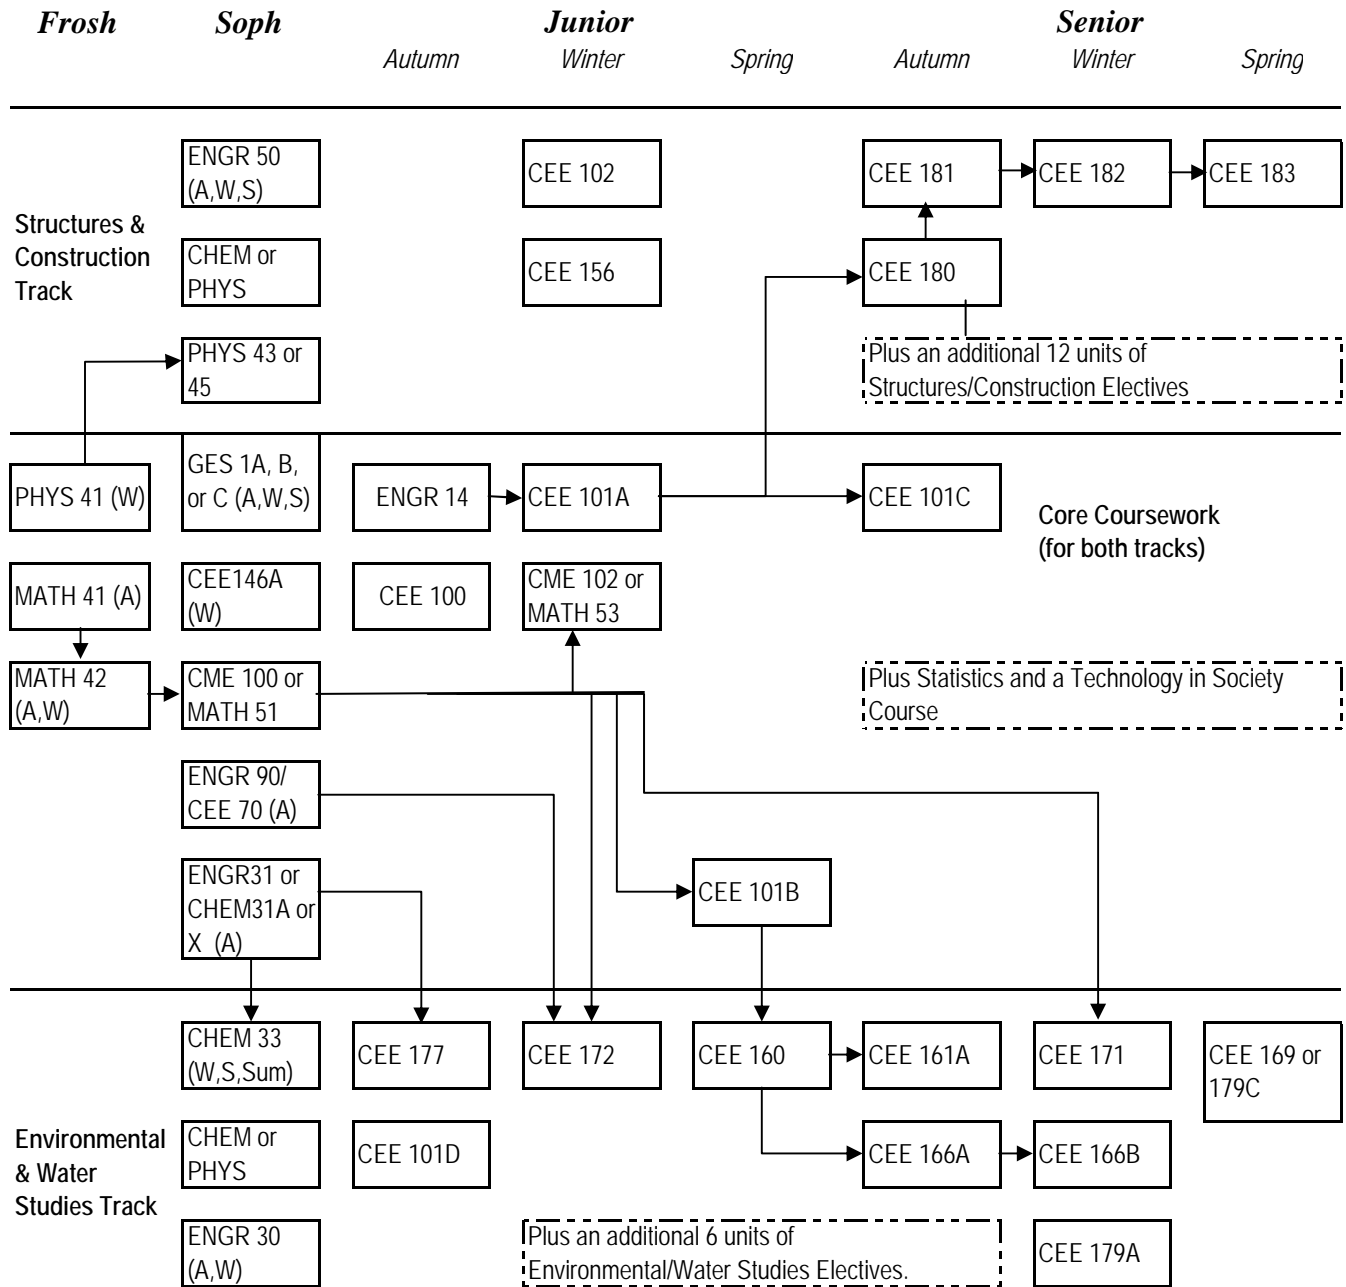 Frosh Soph Junior Senior
Autumn Winter Spring Autumn Winter Spring
ENGR 50
(A,W,S)
CEE 102
CEE 181
CEE 182
CEE 183
Structures &
Construction
Track
CHEM or
PHYS
CEE 156
CEE 180
PHYS 43 or
45
Plus an additional 12 units of
Structures/Construction Electives
PHYS 41 (W)
GES 1A, B,
or C (A,W,S)
ENGR 14
CEE 101A
CEE 101C
Core Coursework
(for both tracks)
MATH 41 (A)
CEE146A
(W)
CEE 100
CME 102 or
MATH 53
MATH 42
(A,W)
CME 100 or
MATH 51
Plus Statistics and a Technology in Society
Course
ENGR 90/
CEE 70 (A)
ENGR31 or
CHEM31A or
X (A)
CEE 101B
CHEM 33
(W,S,Sum)
CEE 177
CEE 172
CEE 160
CEE 161A
CEE 171
CEE 169 or
179C
Environmental
& Water
Studies Track
CHEM or
PHYS
CEE 101D
CEE 166A
CEE 166B
ENGR 30
(A,W)
Plus an additional 6 units of
Environmental/Water Studies Electives.
CEE 179A